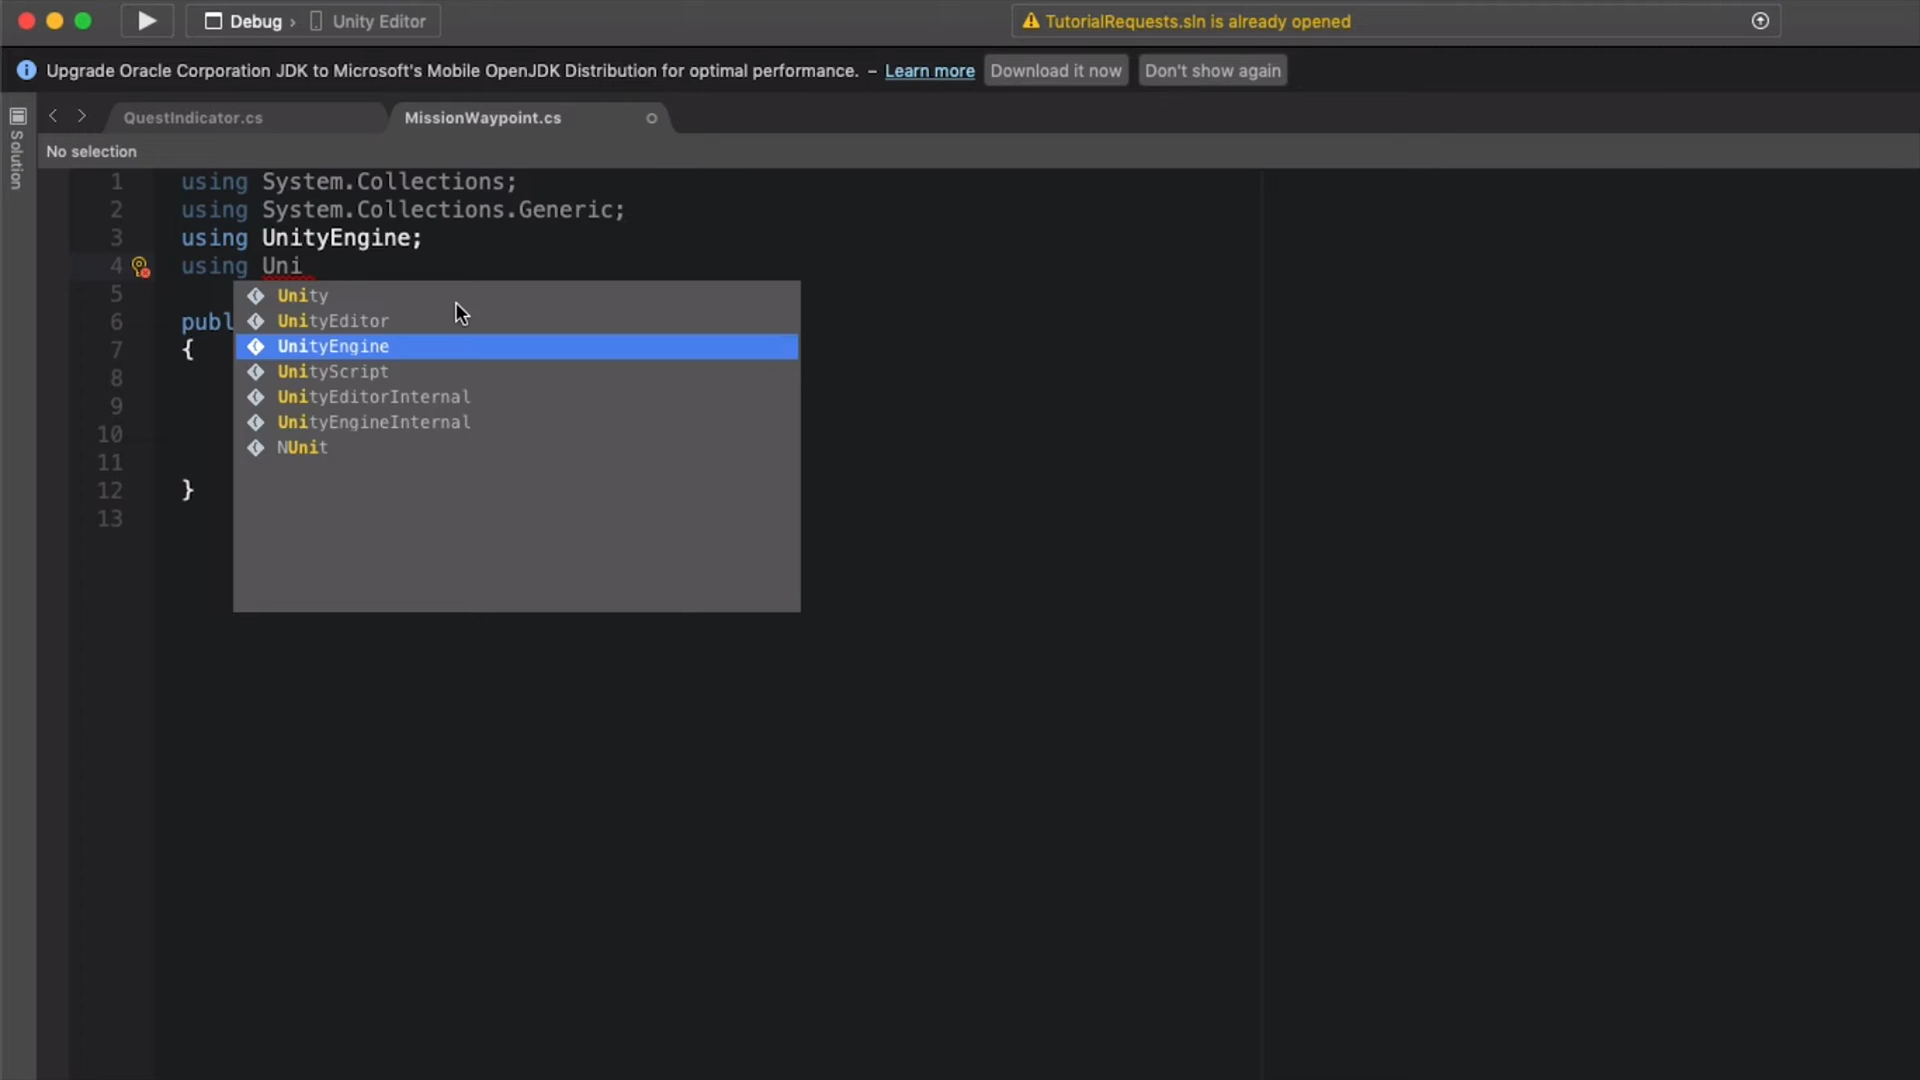 Debug › Unity Editor
TutorialRequests.sln is already opened
Upgrade Oracle Corporation JDK to Microsoft's Mobile OpenJDK Distribution for optimal performance. – Learn more Download it now Don't show again
Solution
QuestIndicator.cs MissionWaypoint.cs
No selection
1 using System.Collections;
2 using System.Collections.Generic;
3 using UnityEngine;
4 using Uni
5
6 publ
7 {
8
9
10
11
12 }
13
Unity
UnityEditor
UnityEngine
UnityScript
UnityEditorInternal
UnityEngineInternal
NUnit